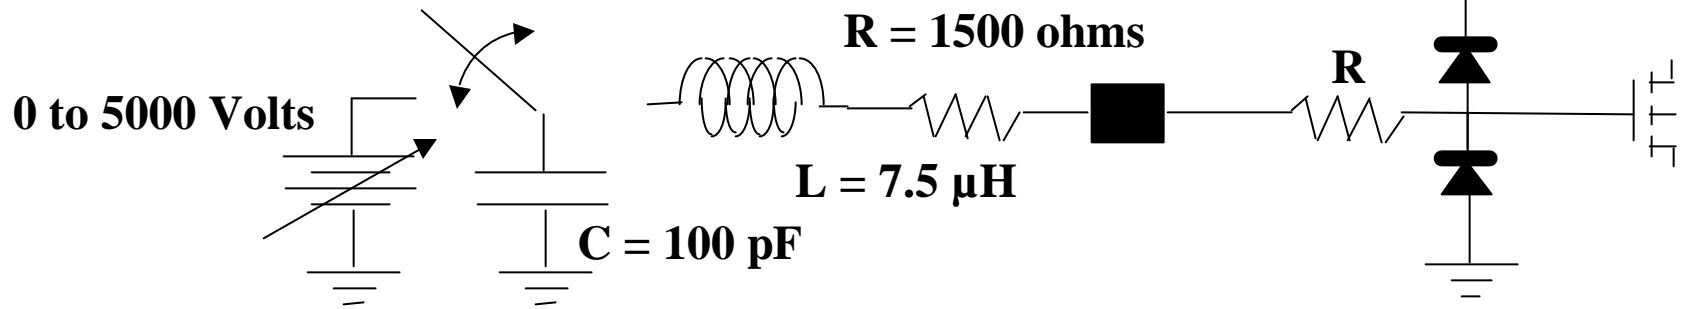 R = 1500 ohms
R
0 to 5000 Volts
L = 7.5 µH
C = 100 pF